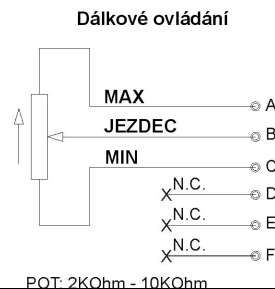 Dálkové ovládání
MAX A
JEZDEC B
MIN C
N.C. D
X
N.C. E
X
N.C. F
X
POT: 2KOhm - 10KOhm